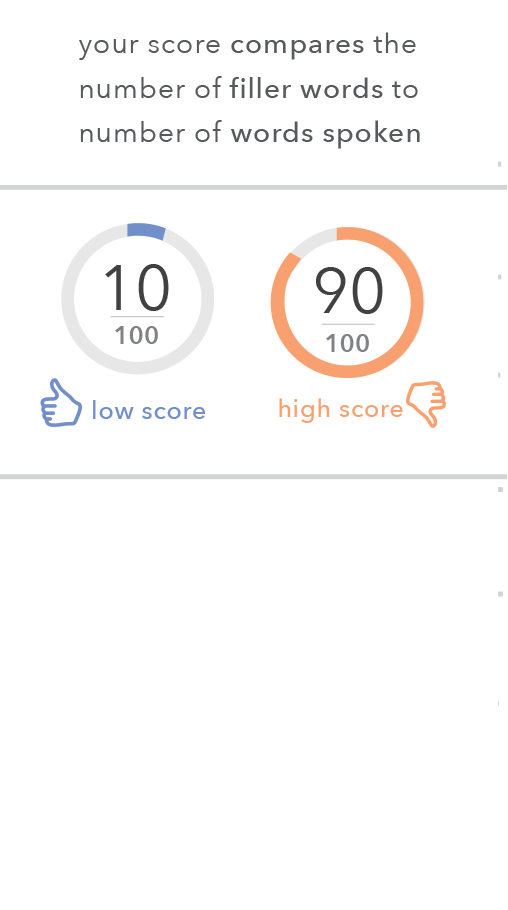 your score compares the
number of filler words to
number of words spoken
10
100
90
100
low score
high score